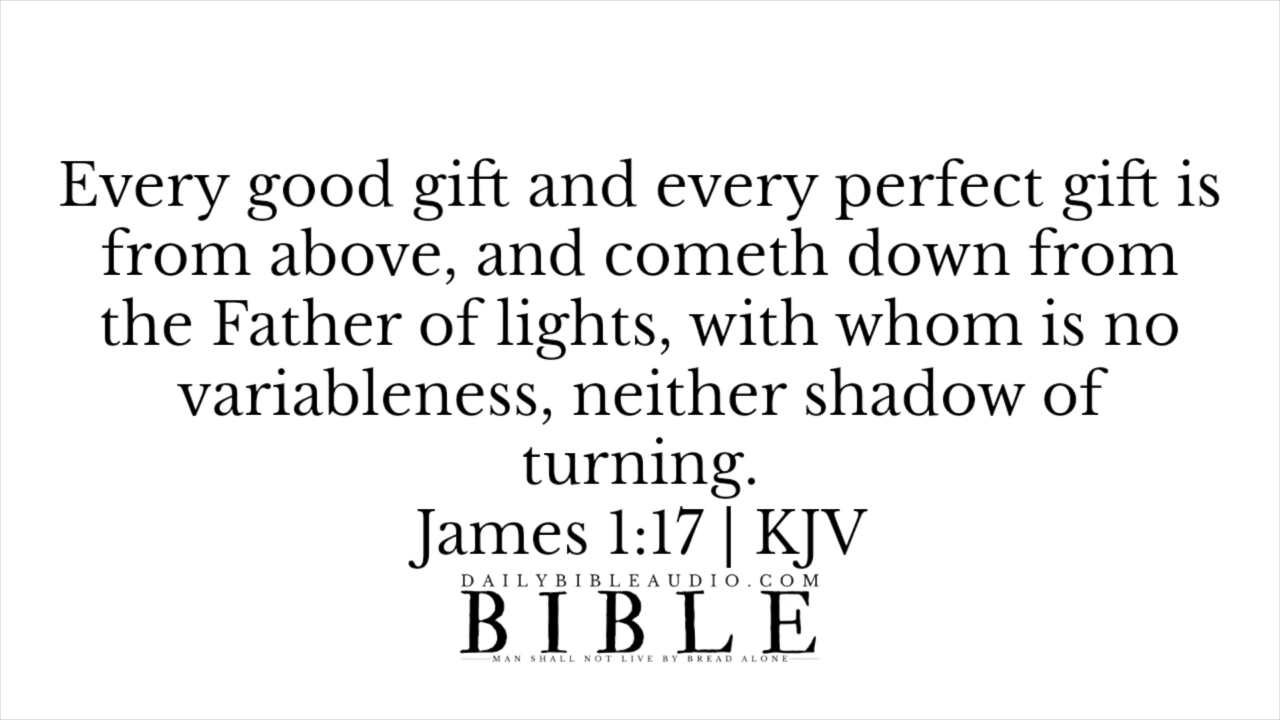 Every good gift and every perfect gift is
from above, and cometh down from
the Father of lights, with whom is no
variableness, neither shadow of
turning.
James 1:17 | KJV
DAILYBIBLEAUDIO.COM
BIBLE
MAN SHALL NOT LIVE BY BREAD ALONE